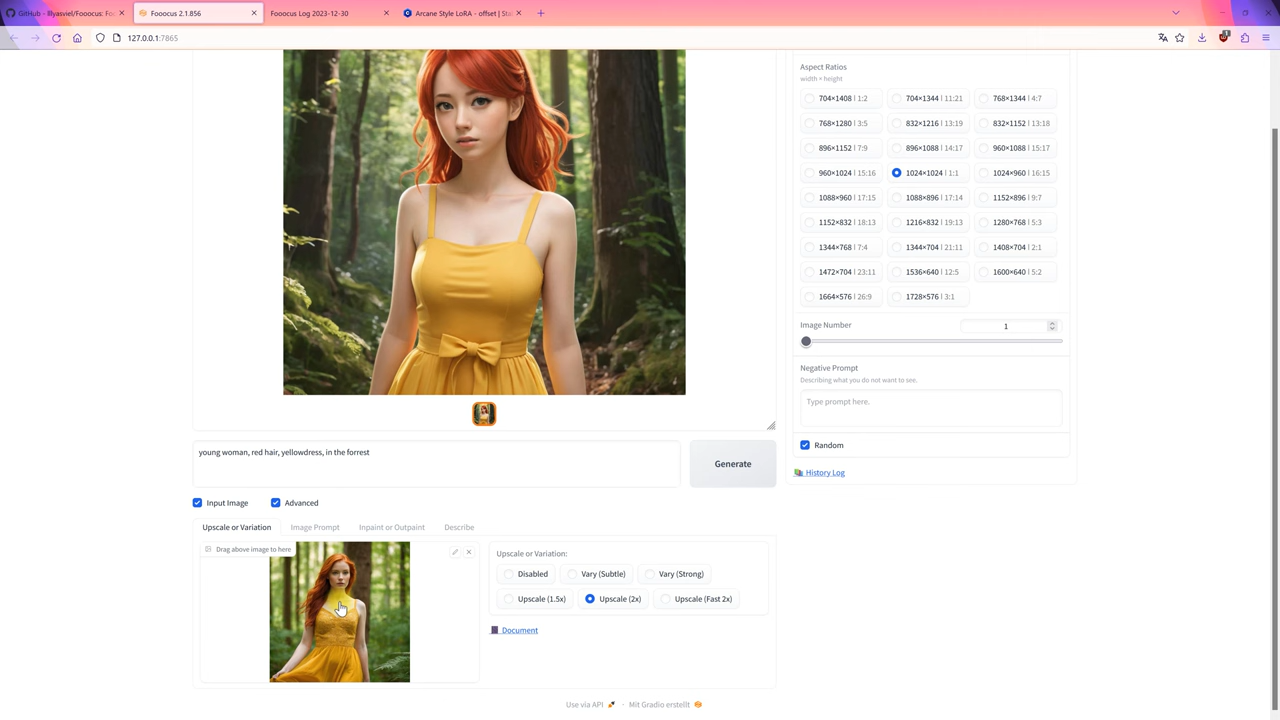 GitHub - lllyasviel/Fooocus: Fo
Fooocus 2.1.856
Fooocus Log 2023-12-30
Arcane Style LoRA - offset | Sta
127.0.0.1:7865
Aspect Ratios
width × height
704×1408 | 1:2
704×1344 | 11:21
768×1344 | 4:7
768×1280 | 3:5
832×1216 | 13:19
832×1152 | 13:18
896×1152 | 7:9
896×1088 | 14:17
960×1088 | 15:17
960×1024 | 15:16
1024×1024 | 1:1
1024×960 | 16:15
1088×960 | 17:15
1088×896 | 17:14
1152×896 | 9:7
1152×832 | 18:13
1216×832 | 19:13
1280×768 | 5:3
1344×768 | 7:4
1344×704 | 21:11
1408×704 | 2:1
1472×704 | 23:11
1536×640 | 12:5
1600×640 | 5:2
1664×576 | 26:9
1728×576 | 3:1
Image Number
1
Negative Prompt
Describing what you do not want to see.
Type prompt here.
Random
History Log
young woman, red hair, yellowdress, in the forrest
Generate
Input Image
Advanced
Upscale or Variation
Image Prompt
Inpaint or Outpaint
Describe
Drag above image to here
Upscale or Variation:
Disabled
Vary (Subtle)
Vary (Strong)
Upscale (1.5x)
Upscale (2x)
Upscale (Fast 2x)
Document
Use via API
·
Mit Gradio erstellt